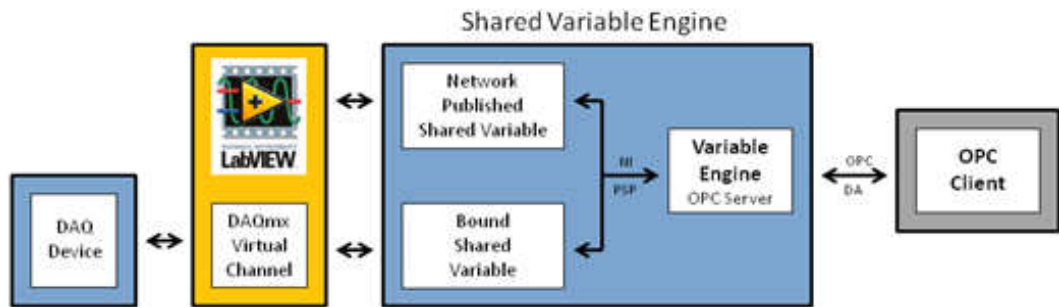 Shared Variable Engine
LabVIEW
Network
Published
Shared Variable
NI
PSP
Variable
Engine
OPC Server
OPC
DA
OPC
Client
DAQ
Device
DAQmx
Virtual
Channel
Bound
Shared
Variable